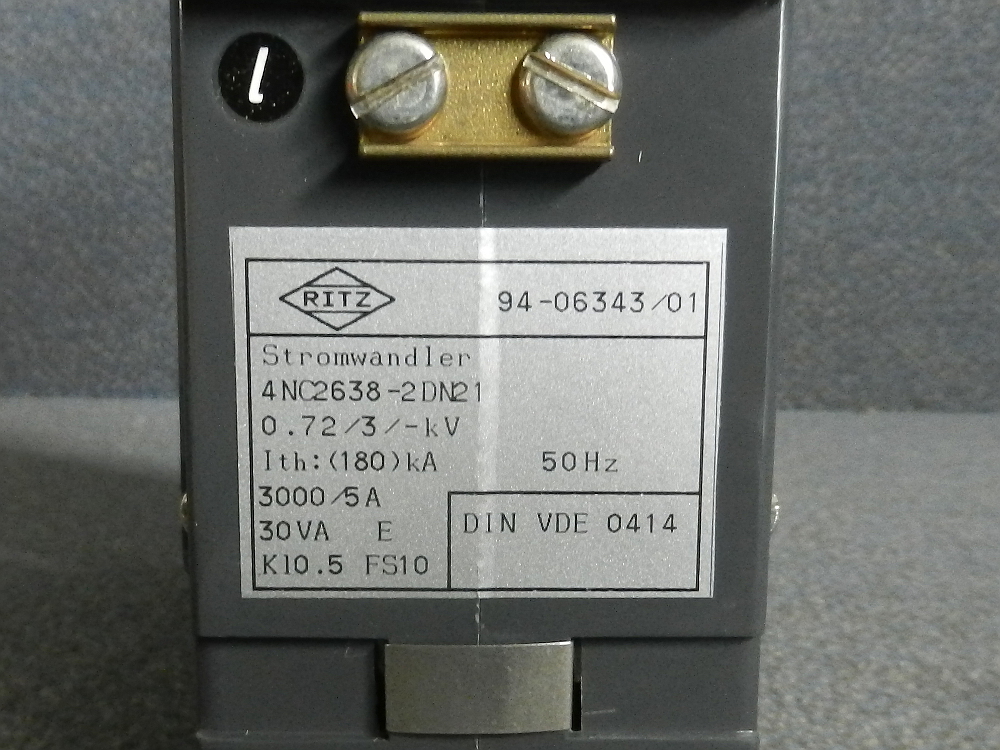 l
RITZ
94-06343/01
Stromwandler
4NC2638-2DN21
0.72/3/-kV
Ith:(180)kA 50Hz
3000/5A
30VA E
Kl0.5 FS10
DIN VDE 0414